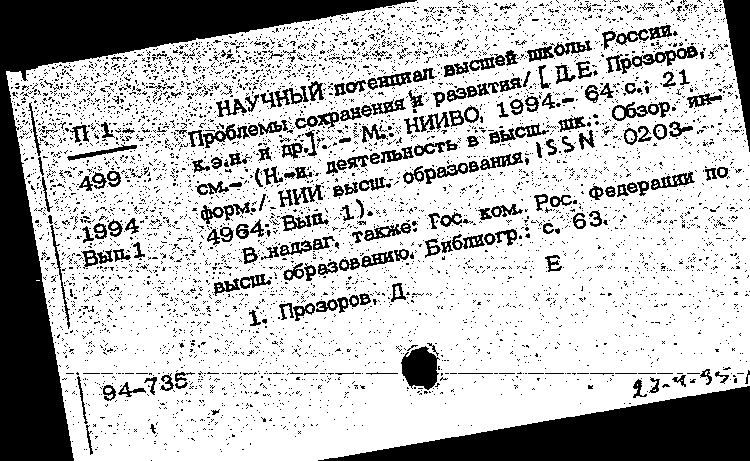 НАУЧНЫЙ потенциал высшей школы России.
П 1 Проблемы сохранения и развития/ [Д.Е. Прозоров,
к.э.н. и др.]. - М.: НИИВО, 1994.- 64 с.; 21
499 см.- (Н.-и. деятельность в высш. шк.: Обзор. ин-
форм./ НИИ высш. образования; ISSN 0203-
1994 4964; Вып. 1).
Вып.1 В надзаг. также: Гос. ком. Рос. Федерации по
высш. образованию. Библиогр.: с. 63.
1. Прозоров, Д. Е
94-735